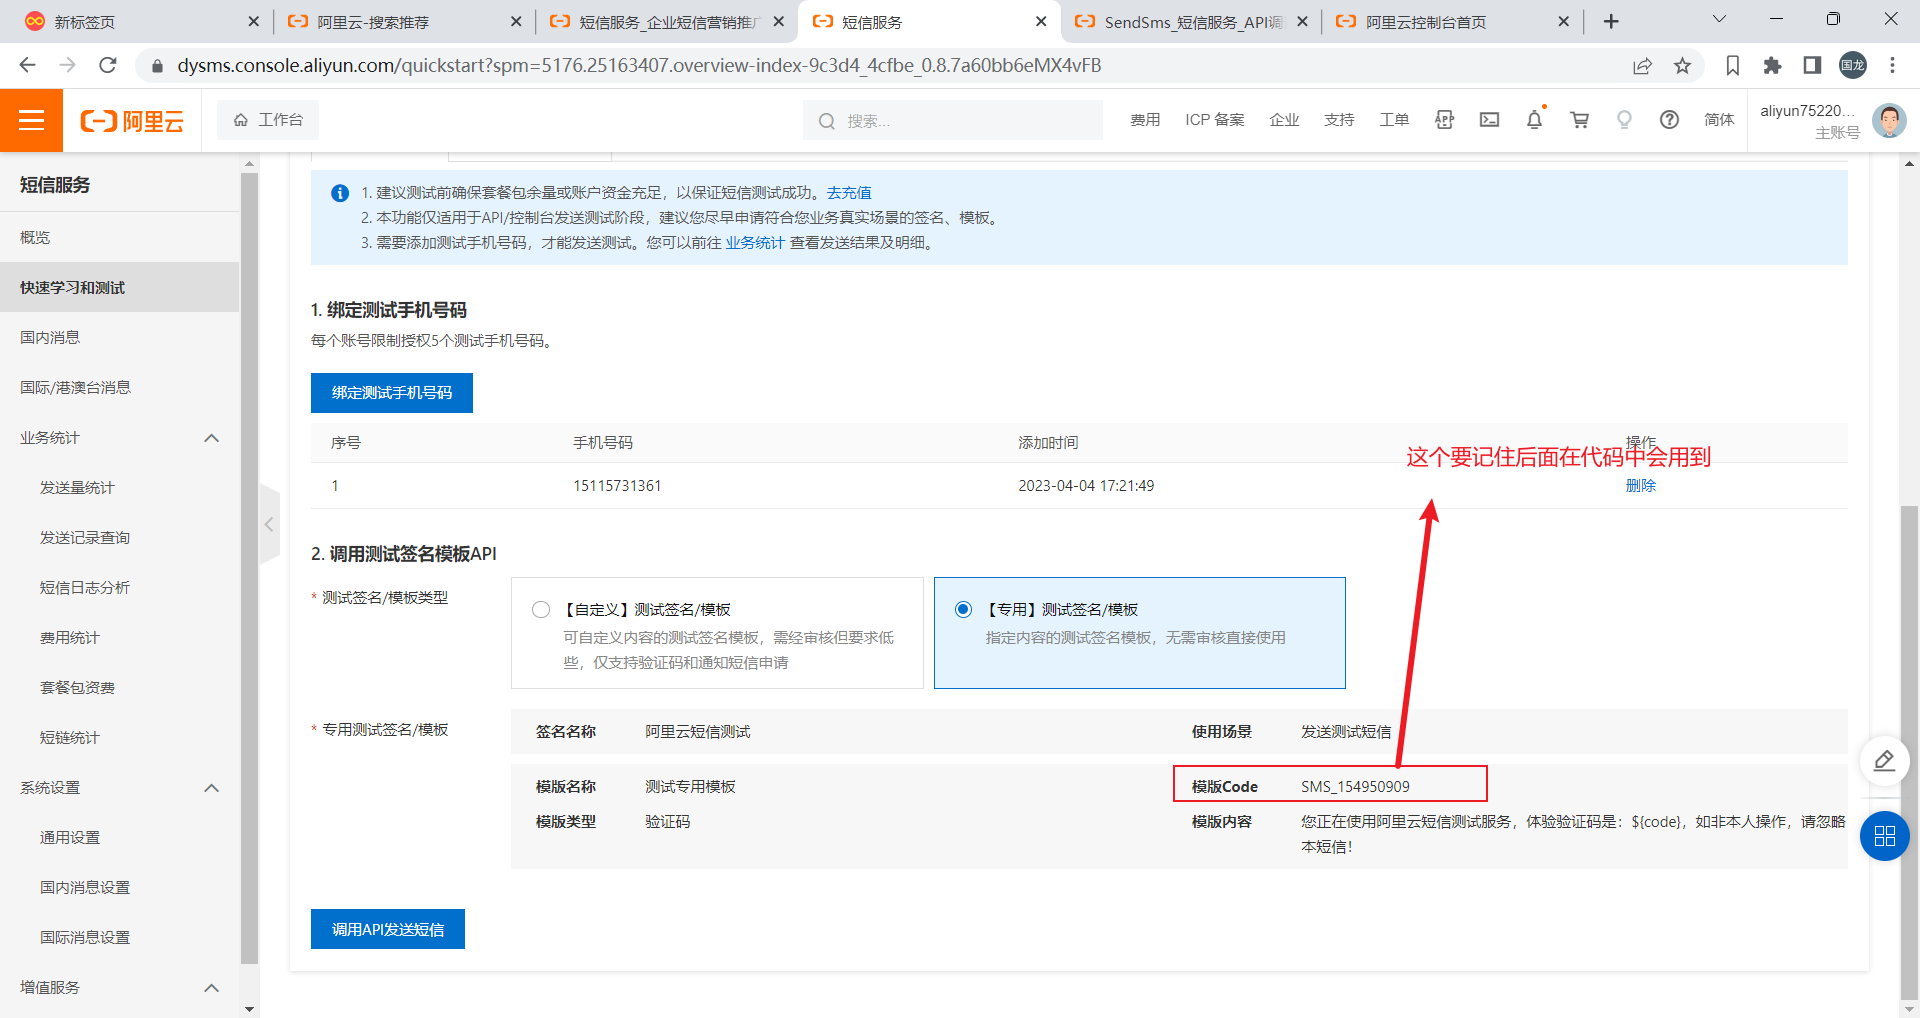 新标签页
阿里云-搜索推荐
短信服务_企业短信营销推广
短信服务
SendSms_短信服务_API调
阿里云控制台首页
dysms.console.aliyun.com/quickstart?spm=5176.25163407.overview-index-9c3d4_4cfbe_0.8.7a60bb6eMX4vFB
国龙
阿里云
工作台
搜索...
费用
ICP 备案
企业
支持
工单
APP
简体
aliyun75220...
主账号
短信服务
概览
快速学习和测试
国内消息
国际/港澳台消息
业务统计
发送量统计
发送记录查询
短信日志分析
费用统计
套餐包资费
短链统计
系统设置
通用设置
国内消息设置
国际消息设置
增值服务
1. 建议测试前确保套餐包余量或账户资金充足，以保证短信测试成功。去充值
2. 本功能仅适用于API/控制台发送测试阶段，建议您尽早申请符合您业务真实场景的签名、模板。
3. 需要添加测试手机号码，才能发送测试。您可以前往 业务统计 查看发送结果及明细。
1. 绑定测试手机号码
每个账号限制授权5个测试手机号码。
绑定测试手机号码
序号 手机号码 添加时间 操作
这个要记住后面在代码中会用到
1 15115731361 2023-04-04 17:21:49 删除
2. 调用测试签名模板API
* 测试签名/模板类型
【自定义】测试签名/模板
可自定义内容的测试签名模板，需经审核但要求低
些，仅支持验证码和通知短信申请
【专用】测试签名/模板
指定内容的测试签名模板，无需审核直接使用
* 专用测试签名/模板
签名名称 阿里云短信测试 使用场景 发送测试短信
模版名称 测试专用模板 模版Code SMS_154950909
模版类型 验证码 模版内容 您正在使用阿里云短信测试服务，体验验证码是：${code}，如非本人操作，请忽略
本短信！
调用API发送短信